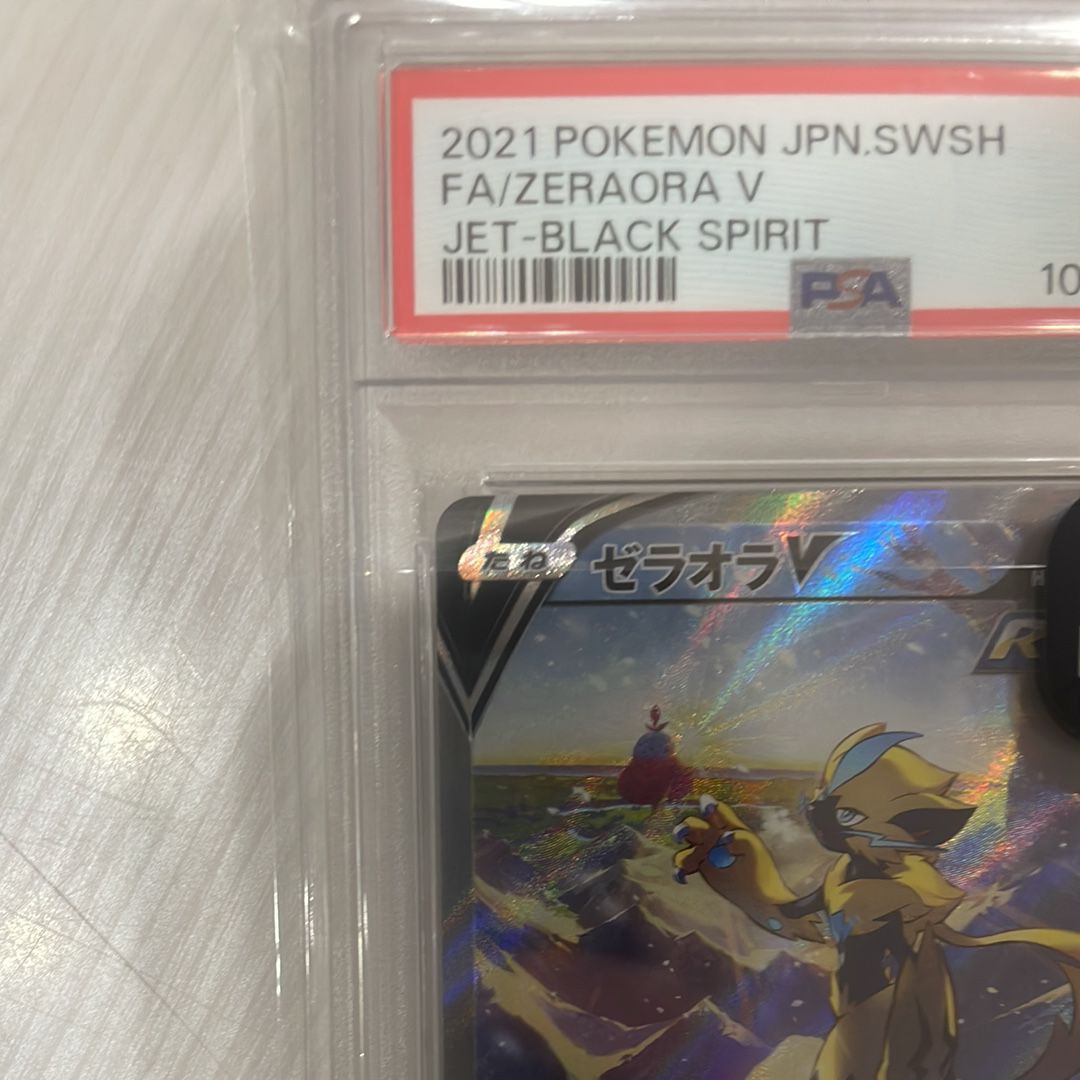 2021 POKEMON JPN.SWSH
FA/ZERAORA V
JET-BLACK SPIRIT
PSA
10
たね
ゼラオラV
H
R